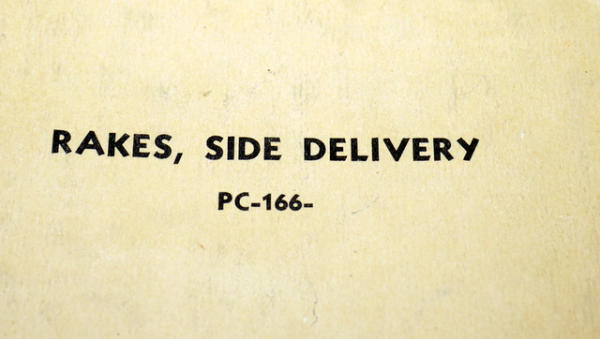 RAKES, SIDE DELIVERY
PC-166-